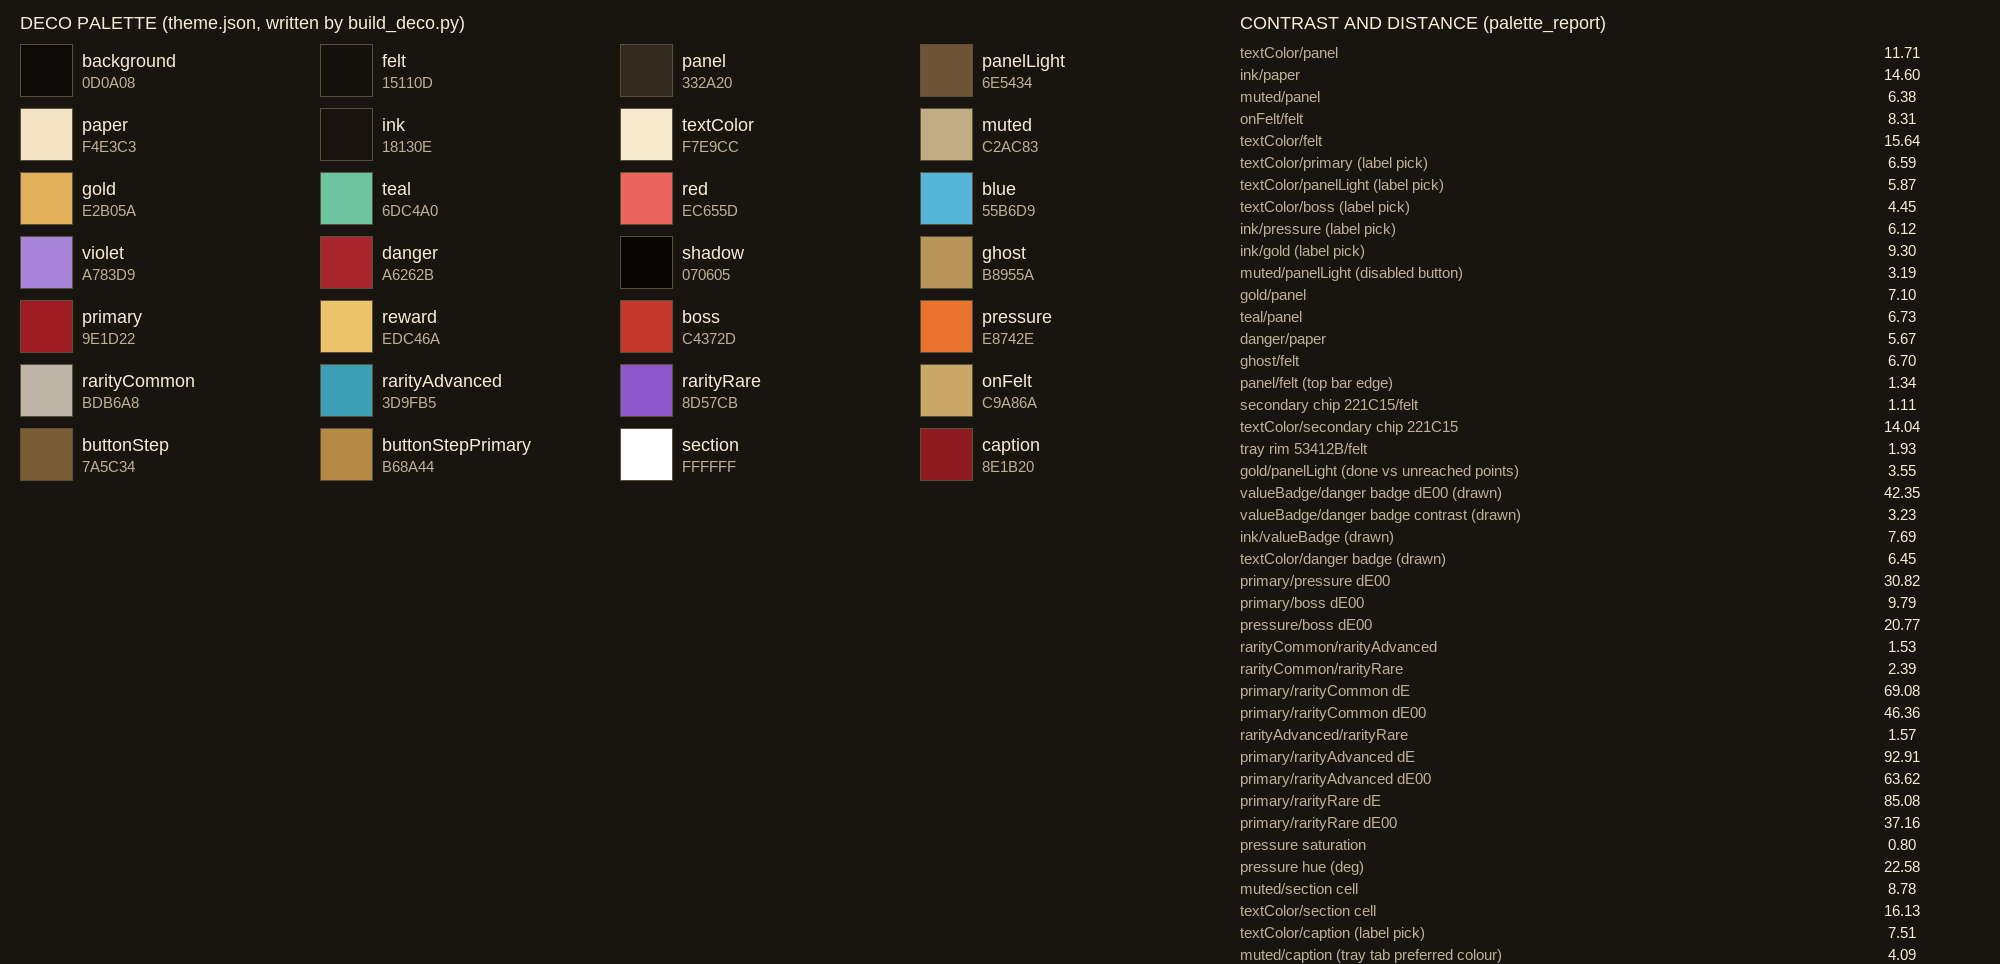 DECO PALETTE (theme.json, written by build_deco.py)
background
0D0A08
felt
15110D
panel
332A20
panelLight
6E5434
paper
F4E3C3
ink
18130E
textColor
F7E9CC
muted
C2AC83
gold
E2B05A
teal
6DC4A0
red
EC655D
blue
55B6D9
violet
A783D9
danger
A6262B
shadow
070605
ghost
B8955A
primary
9E1D22
reward
EDC46A
boss
C4372D
pressure
E8742E
rarityCommon
BDB6A8
rarityAdvanced
3D9FB5
rarityRare
8D57CB
onFelt
C9A86A
buttonStep
7A5C34
buttonStepPrimary
B68A44
section
FFFFFF
caption
8E1B20
CONTRAST AND DISTANCE (palette_report)
textColor/panel 11.71
ink/paper 14.60
muted/panel 6.38
onFelt/felt 8.31
textColor/felt 15.64
textColor/primary (label pick) 6.59
textColor/panelLight (label pick) 5.87
textColor/boss (label pick) 4.45
ink/pressure (label pick) 6.12
ink/gold (label pick) 9.30
muted/panelLight (disabled button) 3.19
gold/panel 7.10
teal/panel 6.73
danger/paper 5.67
ghost/felt 6.70
panel/felt (top bar edge) 1.34
secondary chip 221C15/felt 1.11
textColor/secondary chip 221C15 14.04
tray rim 53412B/felt 1.93
gold/panelLight (done vs unreached points) 3.55
valueBadge/danger badge dE00 (drawn) 42.35
valueBadge/danger badge contrast (drawn) 3.23
ink/valueBadge (drawn) 7.69
textColor/danger badge (drawn) 6.45
primary/pressure dE00 30.82
primary/boss dE00 9.79
pressure/boss dE00 20.77
rarityCommon/rarityAdvanced 1.53
rarityCommon/rarityRare 2.39
primary/rarityCommon dE 69.08
primary/rarityCommon dE00 46.36
rarityAdvanced/rarityRare 1.57
primary/rarityAdvanced dE 92.91
primary/rarityAdvanced dE00 63.62
primary/rarityRare dE 85.08
primary/rarityRare dE00 37.16
pressure saturation 0.80
pressure hue (deg) 22.58
muted/section cell 8.78
textColor/section cell 16.13
textColor/caption (label pick) 7.51
muted/caption (tray tab preferred colour) 4.09